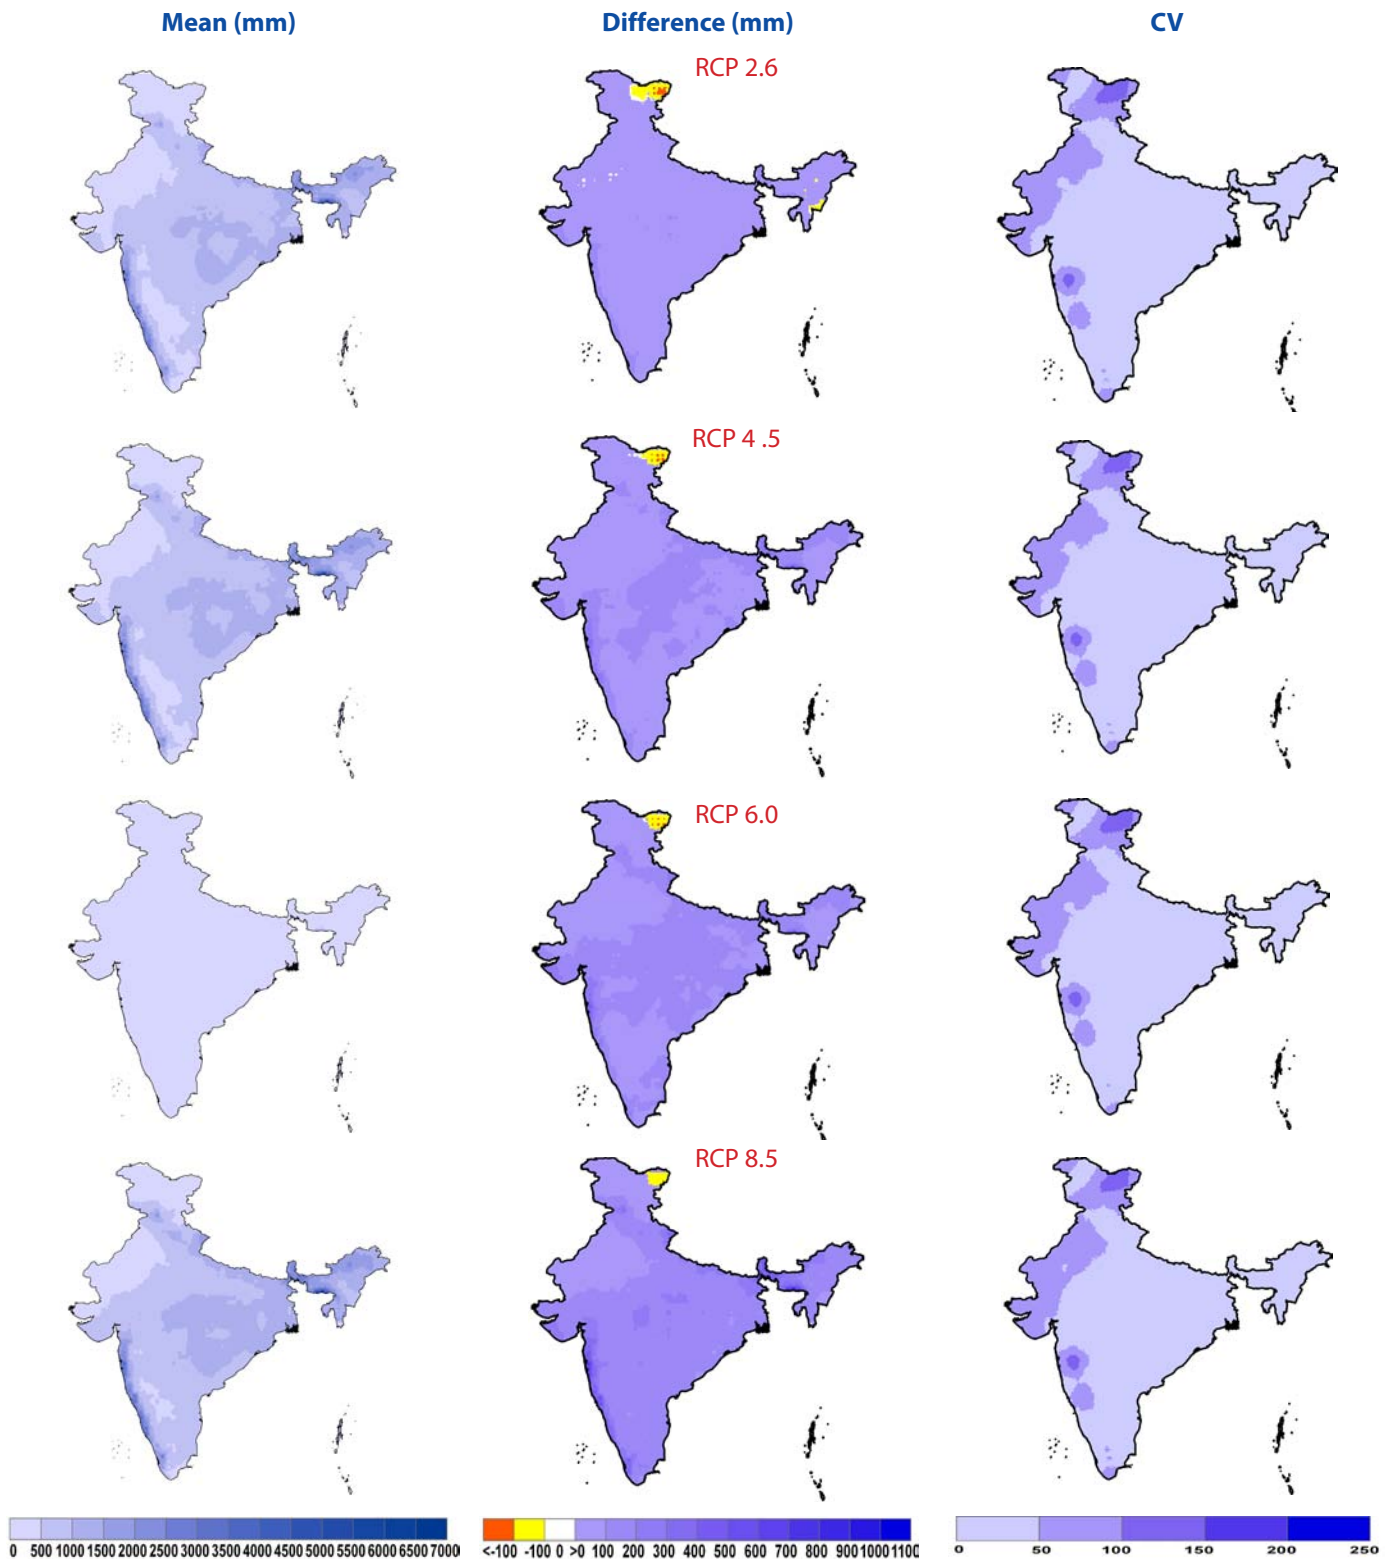 Mean (mm) Difference (mm) CV
RCP 2.6
RCP 4 .5
RCP 6.0
RCP 8.5
0 500 1000 1500 2000 2500 3000 3500 4000 4500 5000 5500 6000 6500 7000
<-100 -100 0 >0 100 200 300 400 500 600 700 800 900 1000 110
0 50 100 150 200 250